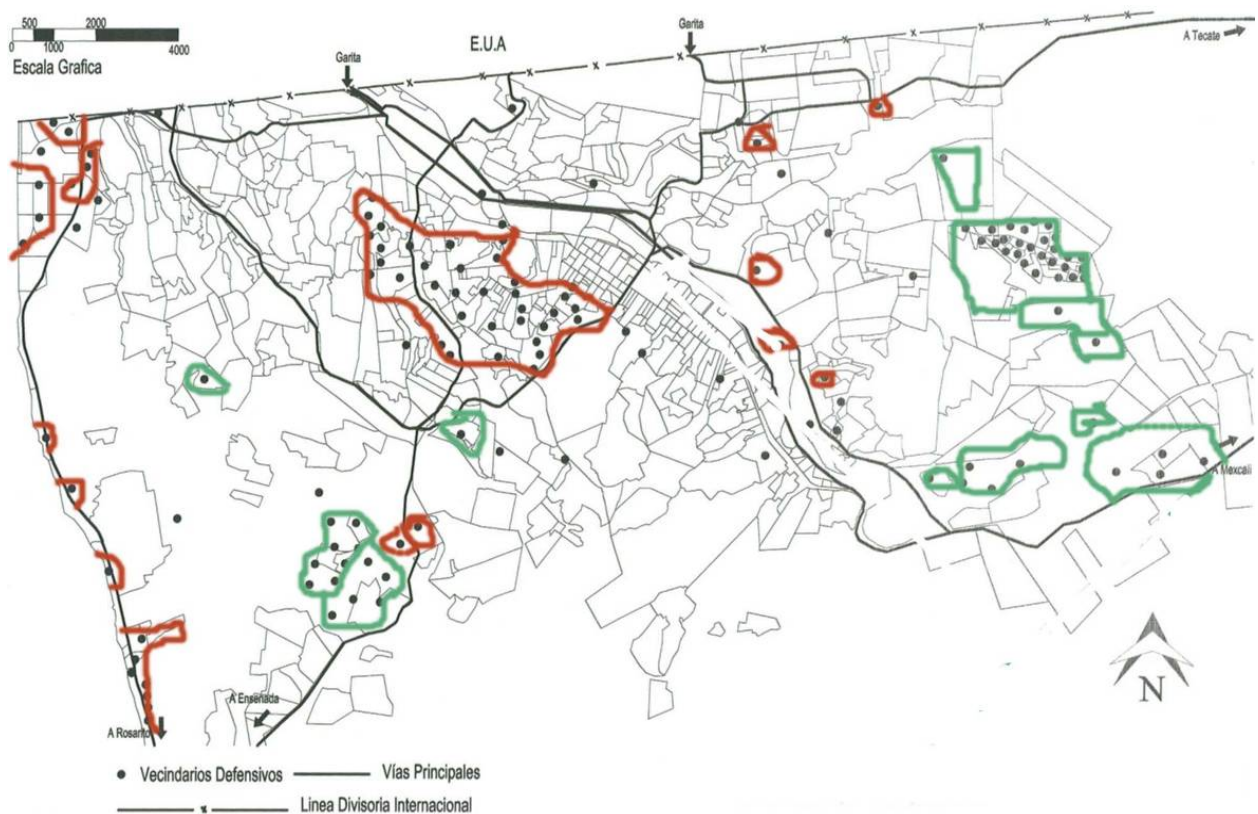 500 2000
0 1000 4000
Escala Grafica
Garita
E.U.A
Garita
A Tecate
A Mexcali
N
A Ensenada
A Rosarito
Vecindarios Defensivos
Vías Principales
Linea Divisoria Internacional